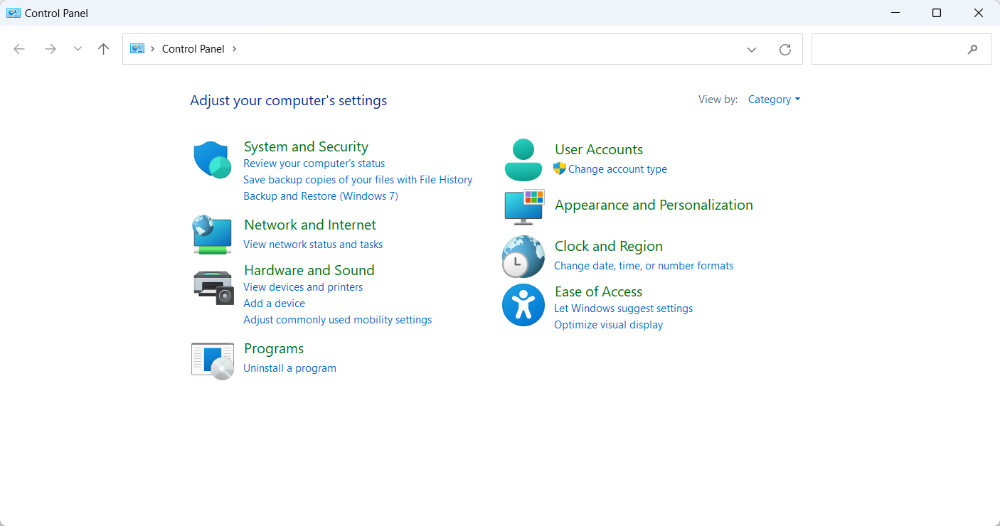 Control Panel
Control Panel
Adjust your computer's settings
View by: Category
System and Security
Review your computer's status
Save backup copies of your files with File History
Backup and Restore (Windows 7)
Network and Internet
View network status and tasks
Hardware and Sound
View devices and printers
Add a device
Adjust commonly used mobility settings
Programs
Uninstall a program
User Accounts
Change account type
Appearance and Personalization
Clock and Region
Change date, time, or number formats
Ease of Access
Let Windows suggest settings
Optimize visual display